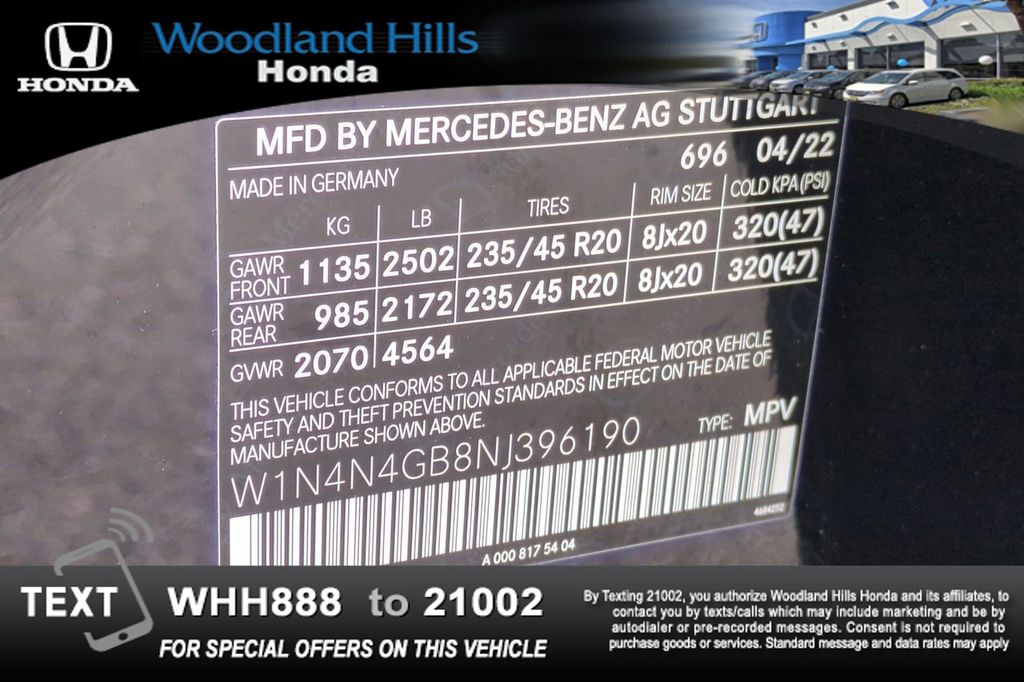 HONDA
Woodland Hills
Honda
MFD BY MERCEDES-BENZ AG STUTTGART
696 04/22
MADE IN GERMANY
KG LB TIRES RIM SIZE COLD KPA(PSI)
GAWR FRONT 1135 2502 235/45 R20 8Jx20 320(47)
GAWR REAR 985 2172 235/45 R20 8Jx20 320(47)
GVWR 2070 4564
THIS VEHICLE CONFORMS TO ALL APPLICABLE FEDERAL MOTOR VEHICLE
SAFETY AND THEFT PREVENTION STANDARDS IN EFFECT ON THE DATE OF
MANUFACTURE SHOWN ABOVE.
TYPE: MPV
W1N4N4GB8NJ396190
4684252
A 000 817 54 04
TEXT WHH888 to 21002
FOR SPECIAL OFFERS ON THIS VEHICLE
By Texting 21002, you authorize Woodland Hills Honda and its affiliates, to
contact you by texts/calls which may include marketing and be by
autodialer or pre-recorded messages. Consent is not required to
purchase goods or services. Standard message and data rates may apply